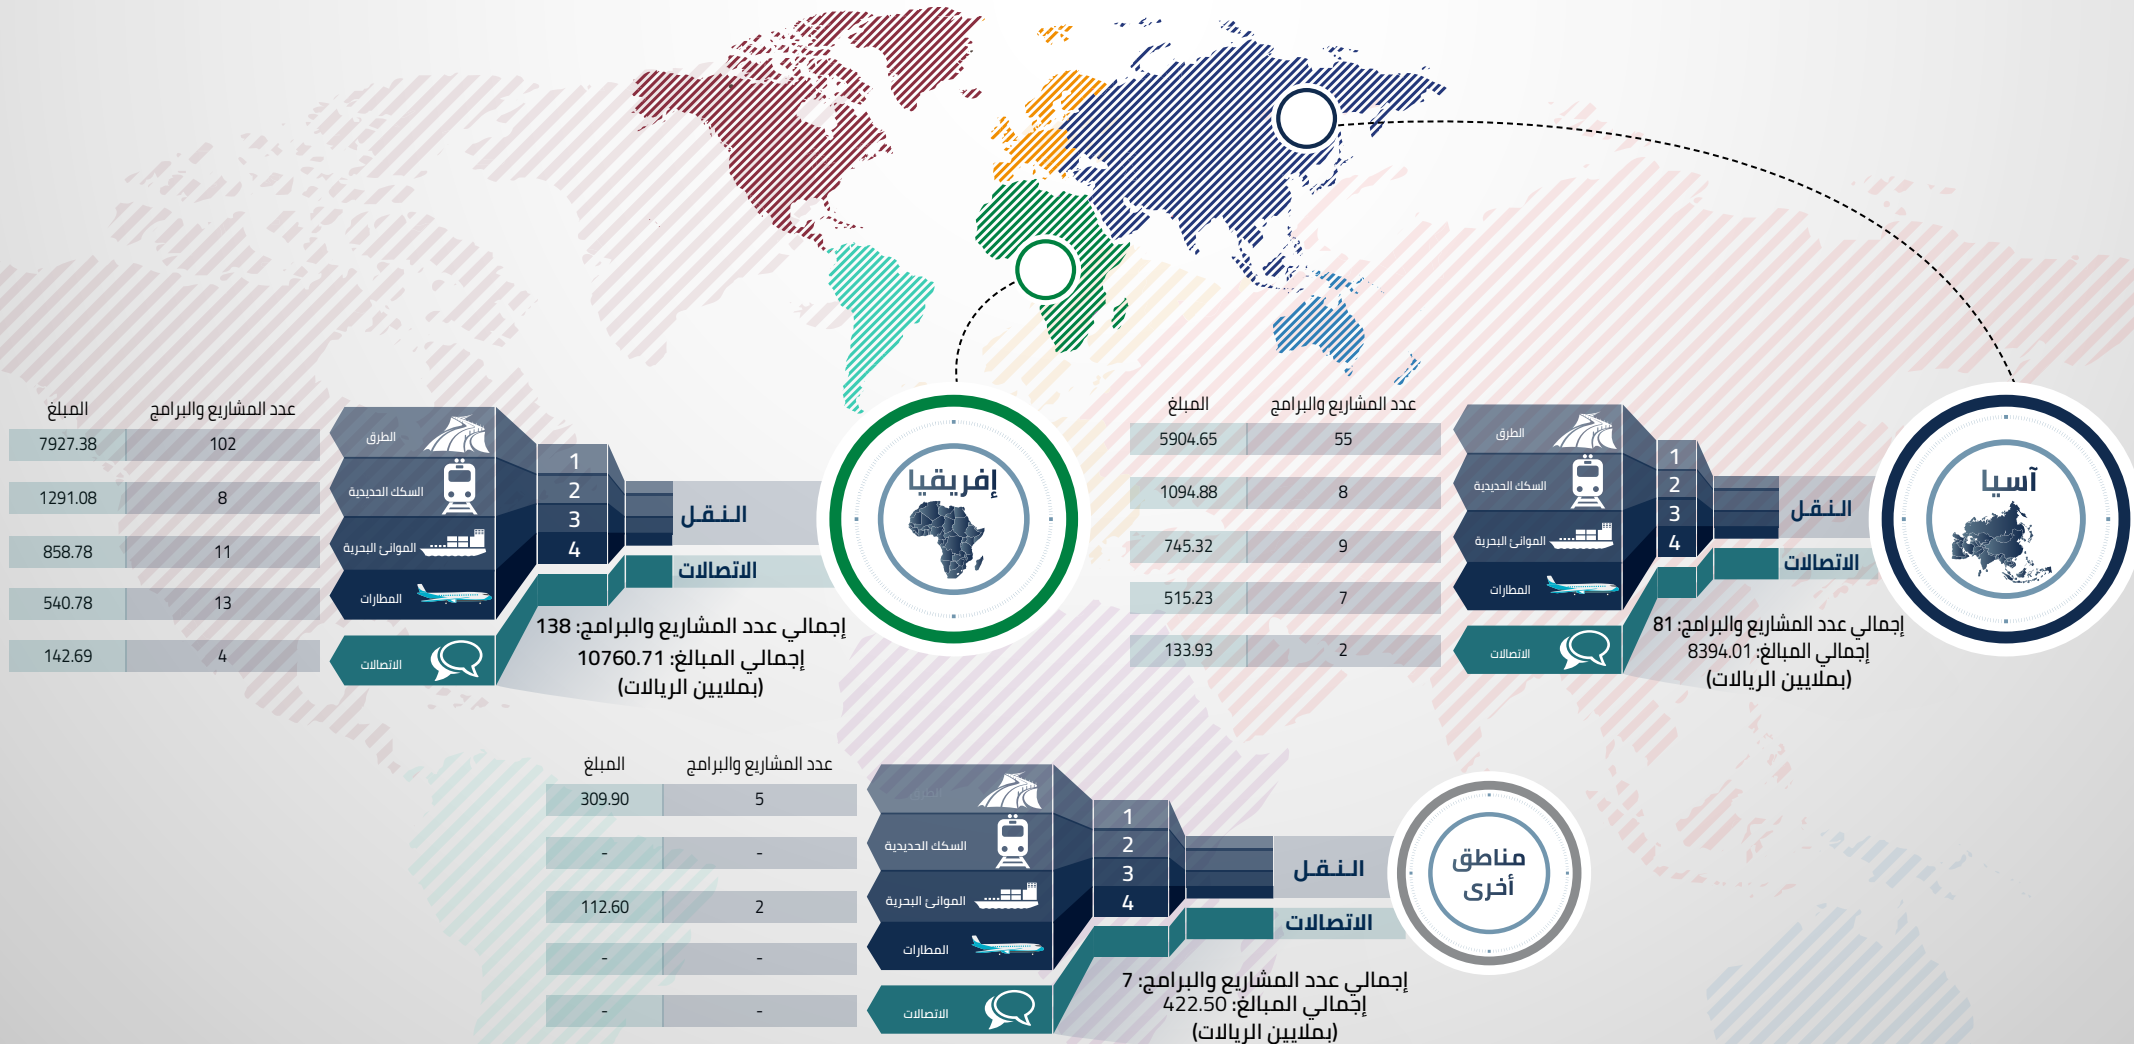 آسيا
النقل
الاتصالات
1
2
3
4
الطرق
السكك الحديدية
الموانئ البحرية
المطارات
الاتصالات
عدد المشاريع والبرامج المبلغ
55 5904.65
8 1094.88
9 745.32
7 515.23
2 133.93
إجمالي عدد المشاريع والبرامج: 81
إجمالي المبالغ: 8394.01
(بملايين الريالات)
إفريقيا
النقل
الاتصالات
1
2
3
4
الطرق
السكك الحديدية
الموانئ البحرية
المطارات
الاتصالات
عدد المشاريع والبرامج المبلغ
102 7927.38
8 1291.08
11 858.78
13 540.78
4 142.69
إجمالي عدد المشاريع والبرامج: 138
إجمالي المبالغ: 10760.71
(بملايين الريالات)
مناطق
أخرى
النقل
الاتصالات
1
2
3
4
الطرق
السكك الحديدية
الموانئ البحرية
المطارات
الاتصالات
عدد المشاريع والبرامج المبلغ
5 309.90
- -
2 112.60
- -
- -
إجمالي عدد المشاريع والبرامج: 7
إجمالي المبالغ: 422.50
(بملايين الريالات)